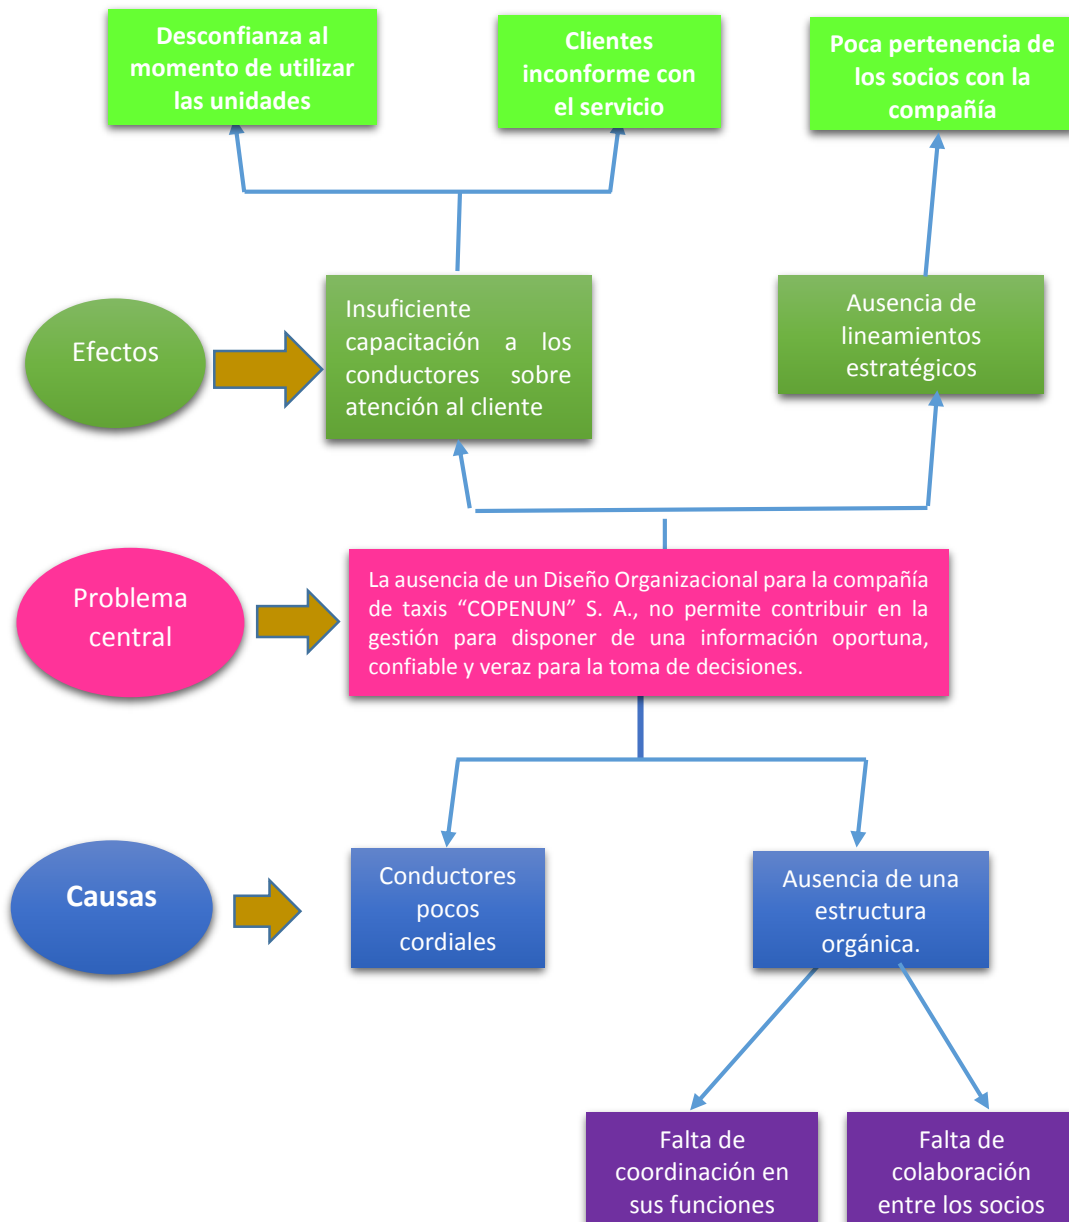 Desconfianza al
momento de utilizar
las unidades
Clientes
inconforme con
el servicio
Poca pertenencia de
los socios con la
compañía
Efectos
Insuficiente
capacitación a los
conductores sobre
atención al cliente
Ausencia de
lineamientos
estratégicos
Problema
central
La ausencia de un Diseño Organizacional para la compañía
de taxis “COPENUN” S. A., no permite contribuir en la
gestión para disponer de una información oportuna,
confiable y veraz para la toma de decisiones.
Causas
Conductores
pocos
cordiales
Ausencia de una
estructura
orgánica.
Falta de
coordinación en
sus funciones
Falta de
colaboración
entre los socios